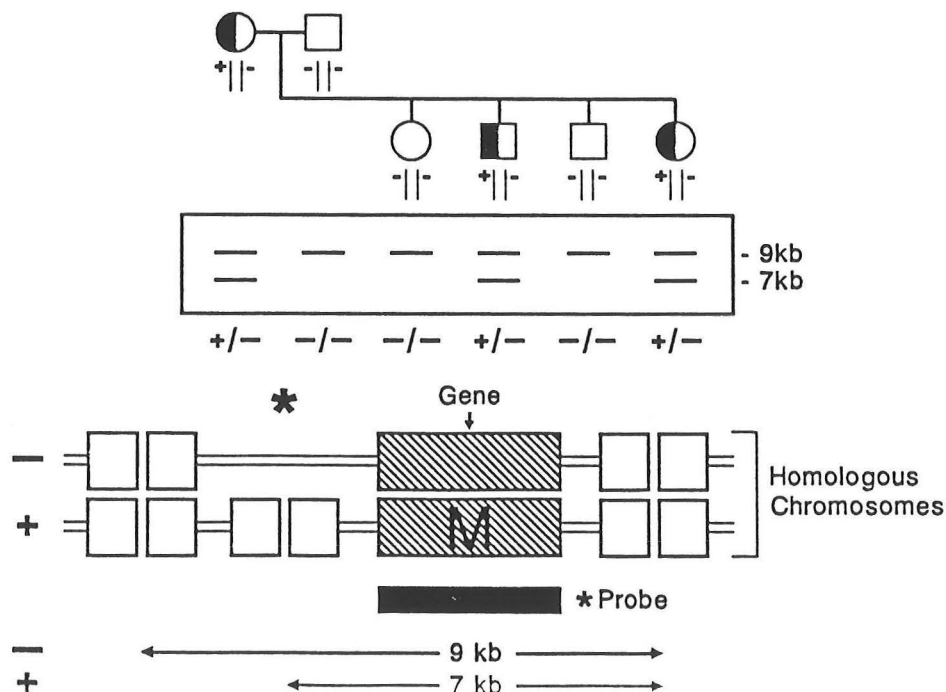 + - - -
- - + - - - + -
- 9kb
- 7kb
+/− −/− −/− +/− −/− +/−
* Gene
−
+ M
Homologous
Chromosomes
* Probe
− 9 kb
+ 7 kb